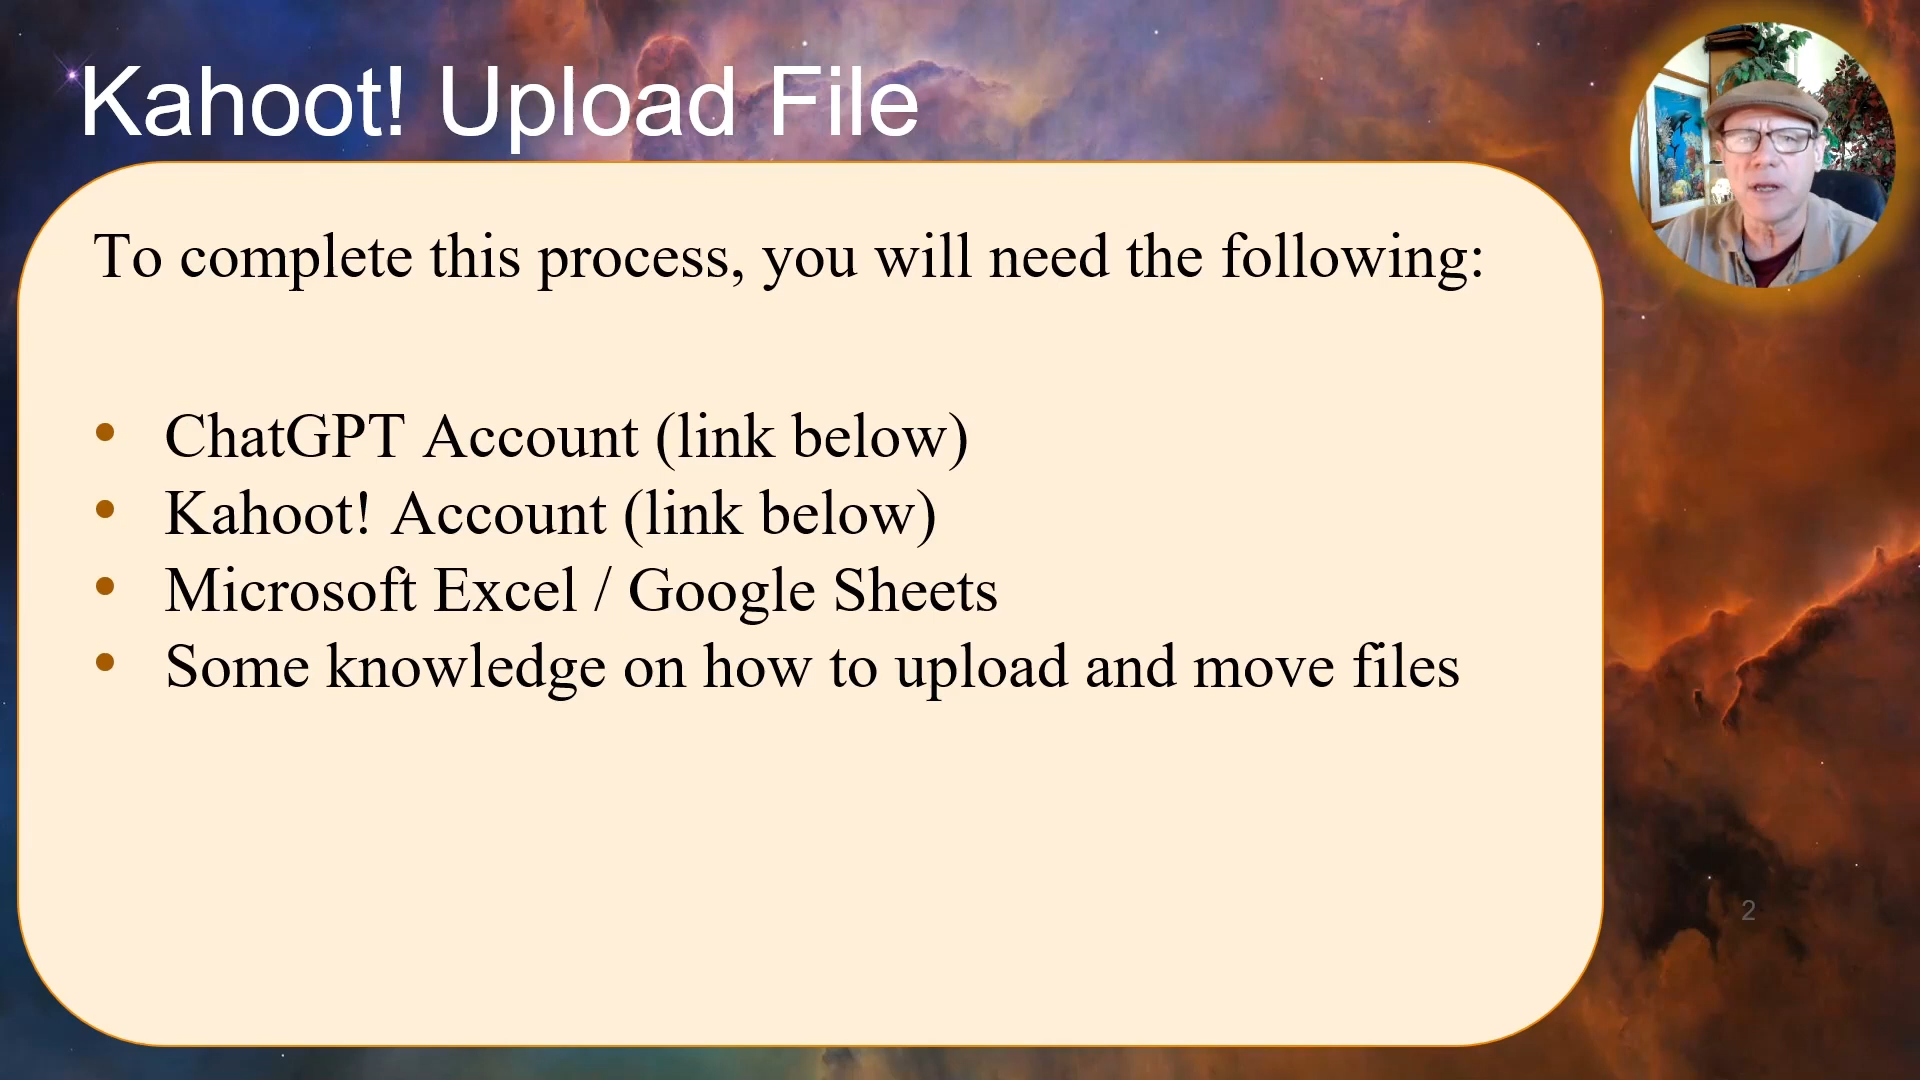 Kahoot! Upload File
To complete this process, you will need the following:
• ChatGPT Account (link below)
• Kahoot! Account (link below)
• Microsoft Excel / Google Sheets
• Some knowledge on how to upload and move files
2